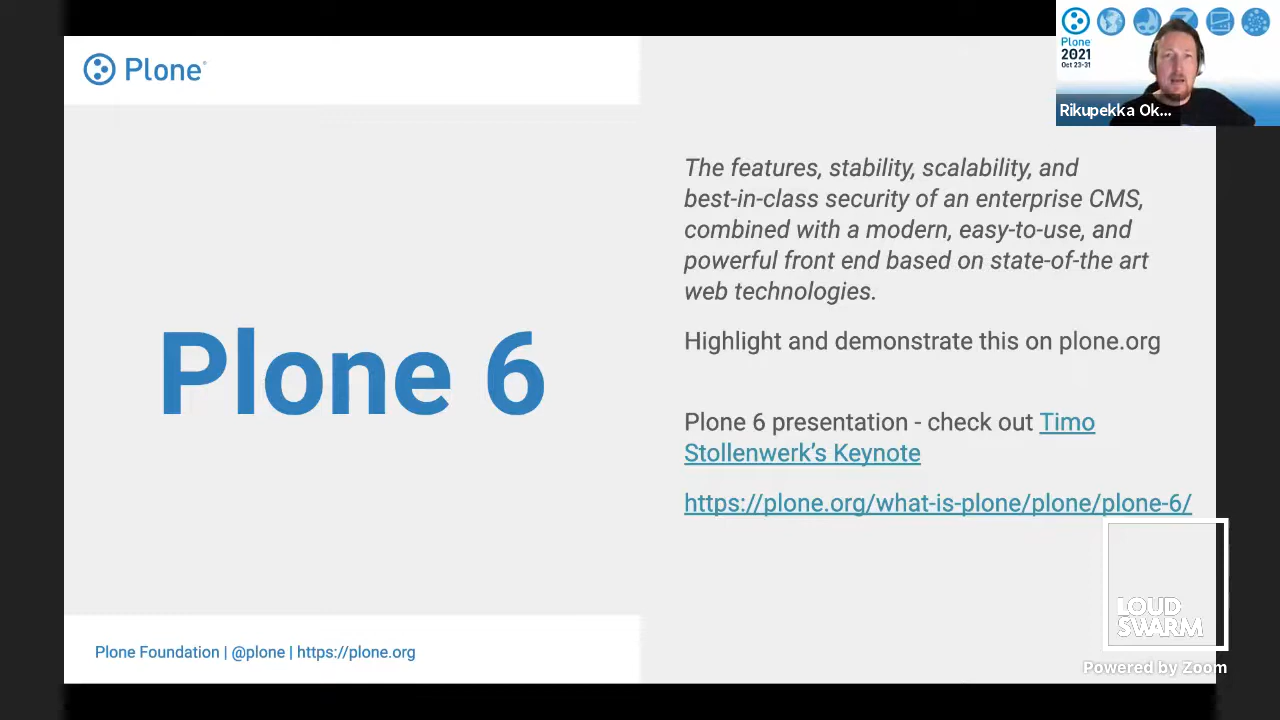 Plone
Plone
2021
Oct 23-31
Rikupekka Ok...
The features, stability, scalability, and
best-in-class security of an enterprise CMS,
combined with a modern, easy-to-use, and
powerful front end based on state-of-the art
web technologies.
Highlight and demonstrate this on plone.org
Plone 6
Plone 6 presentation - check out Timo
Stollenwerk’s Keynote
https://plone.org/what-is-plone/plone/plone-6/
LOUD
SWARM
Powered by Zoom
Plone Foundation | @plone | https://plone.org